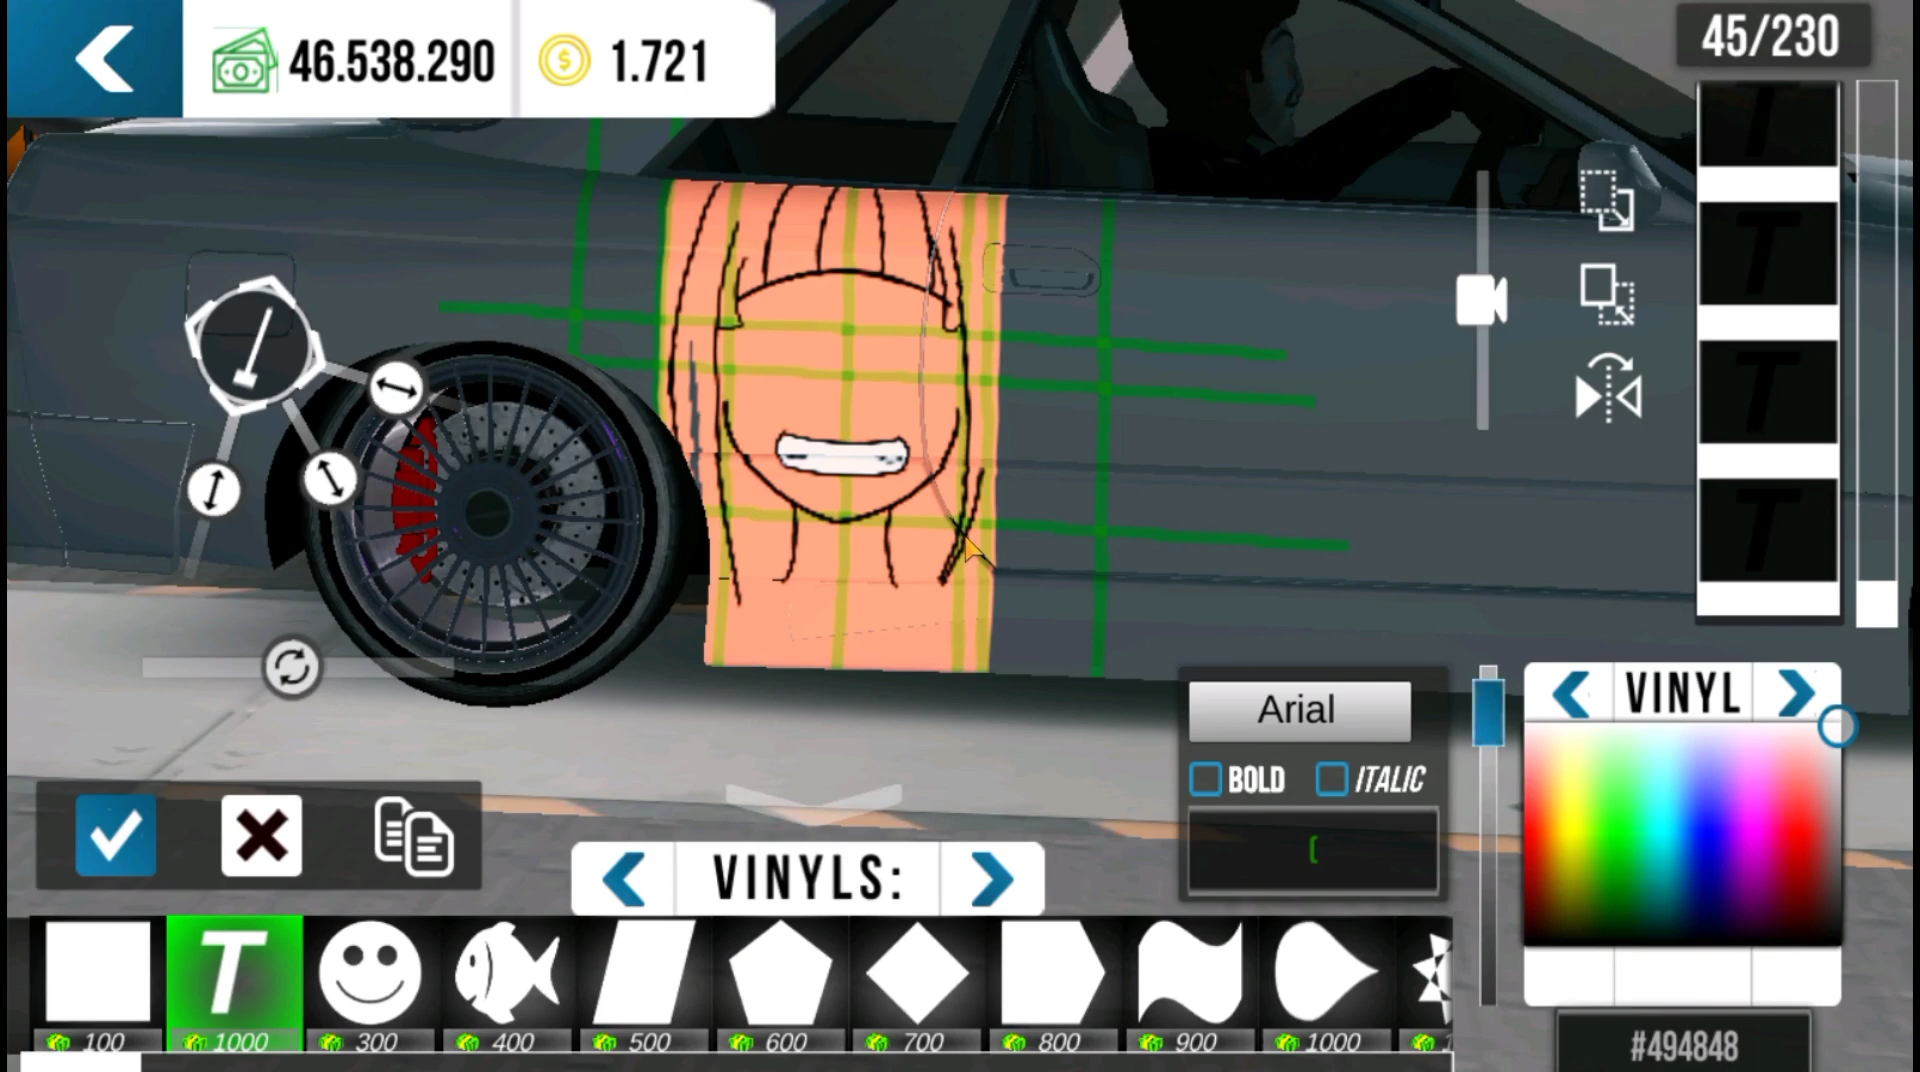 46.538.290
1.721
45/230
T
T
T
T
VINYL
Arial
BOLD
ITALIC
(
VINYLS:
T
100
1000
300
400
500
600
700
800
900
1000
#494848